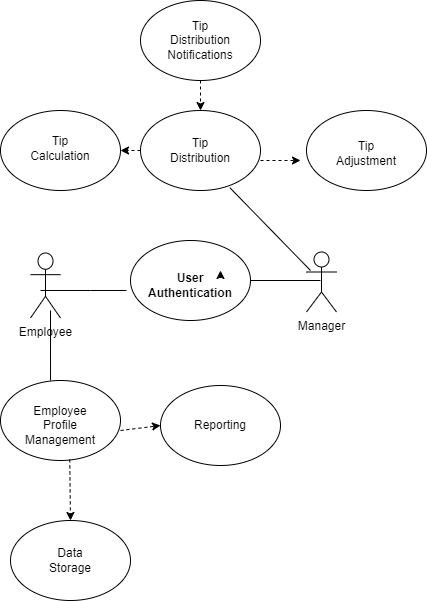 Tip
Distribution
Notifications
Tip
Calculation
Tip
Distribution
Tip
Adjustment
User
Authentication
Employee
Manager
Employee
Profile
Management
Reporting
Data
Storage